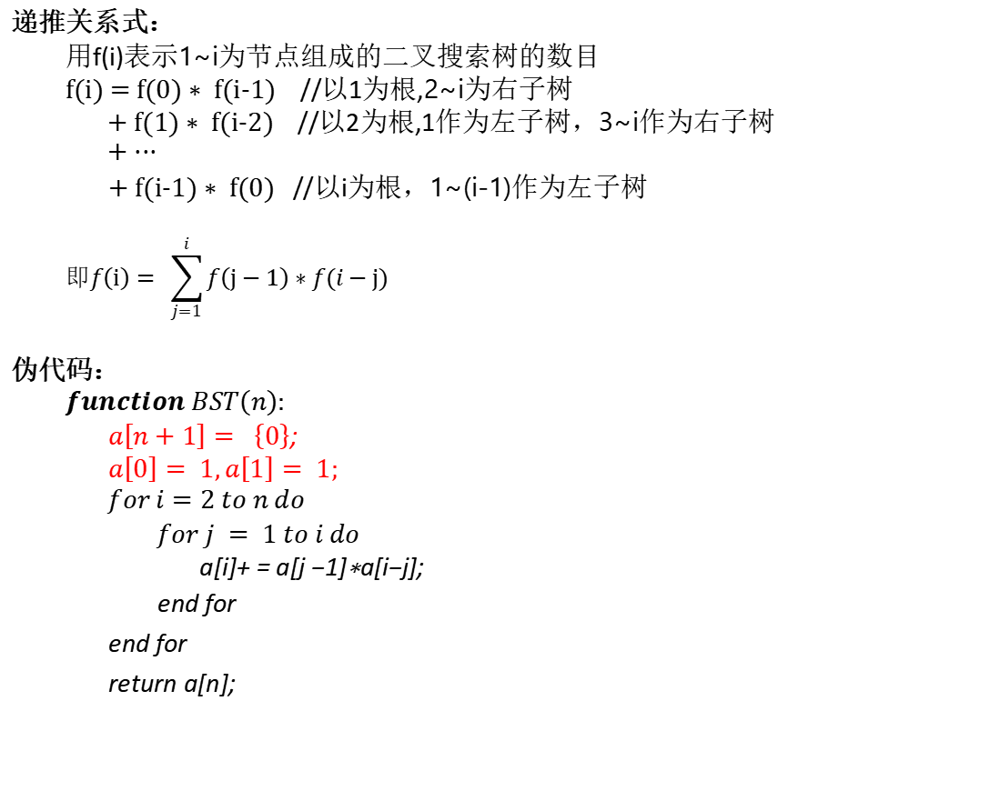 递推关系式：
用f(i)表示1~i为节点组成的二叉搜索树的数目
f(i) = f(0)∗ f(i-1) //以1为根,2~i为右子树
+ f(1)∗ f(i-2) //以2为根,1作为左子树，3~i作为右子树
+ ⋯
+ f(i-1)∗ f(0) //以i为根，1~(i-1)作为左子树
即f(i) = ∑_{j=1}^{i} f(j − 1) ∗ f(i − j)
伪代码：
function BST(n):
a[n + 1] = {0};
a[0] = 1, a[1] = 1;
for i = 2 to n do
for j = 1 to i do
a[i]+ = a[j −1]∗a[i−j];
end for
end for
return a[n];